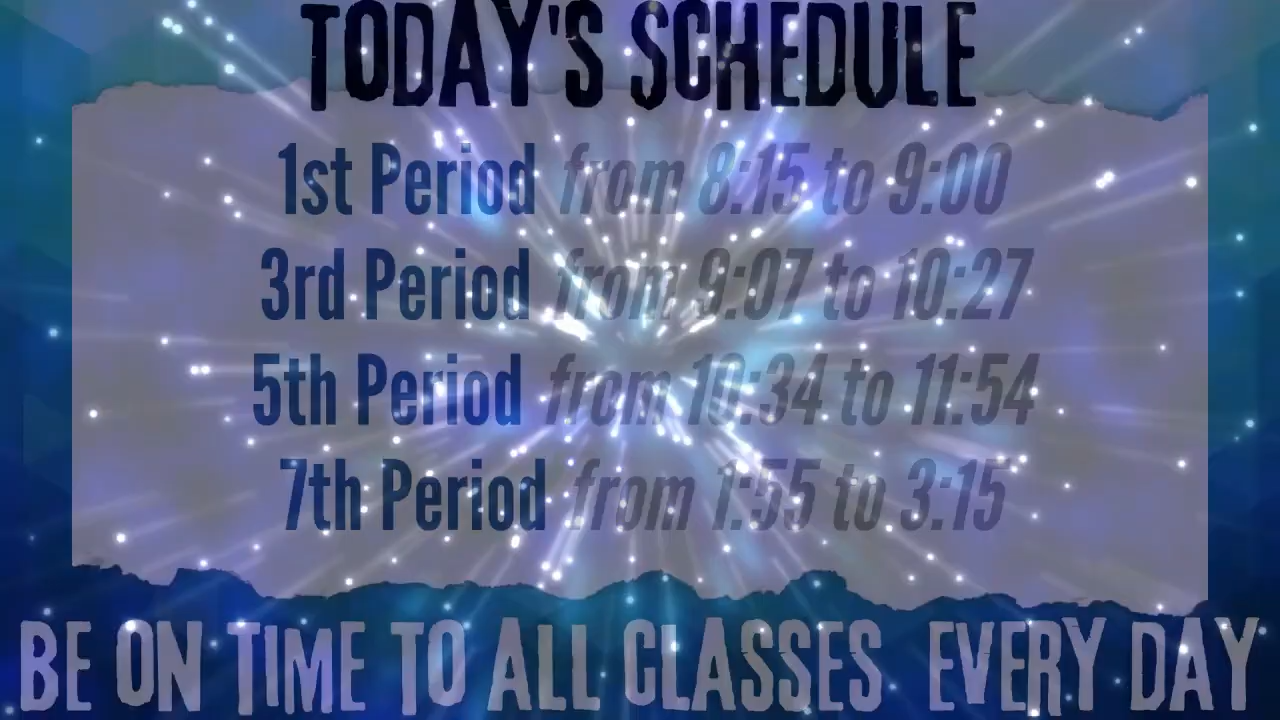 TODAY'S SCHEDULE
1st Period from 8:15 to 9:00
3rd Period from 9:07 to 10:27
5th Period from 10:34 to 11:54
7th Period from 1:55 to 3:15
BE ON TIME TO ALL CLASSES EVERY DAY